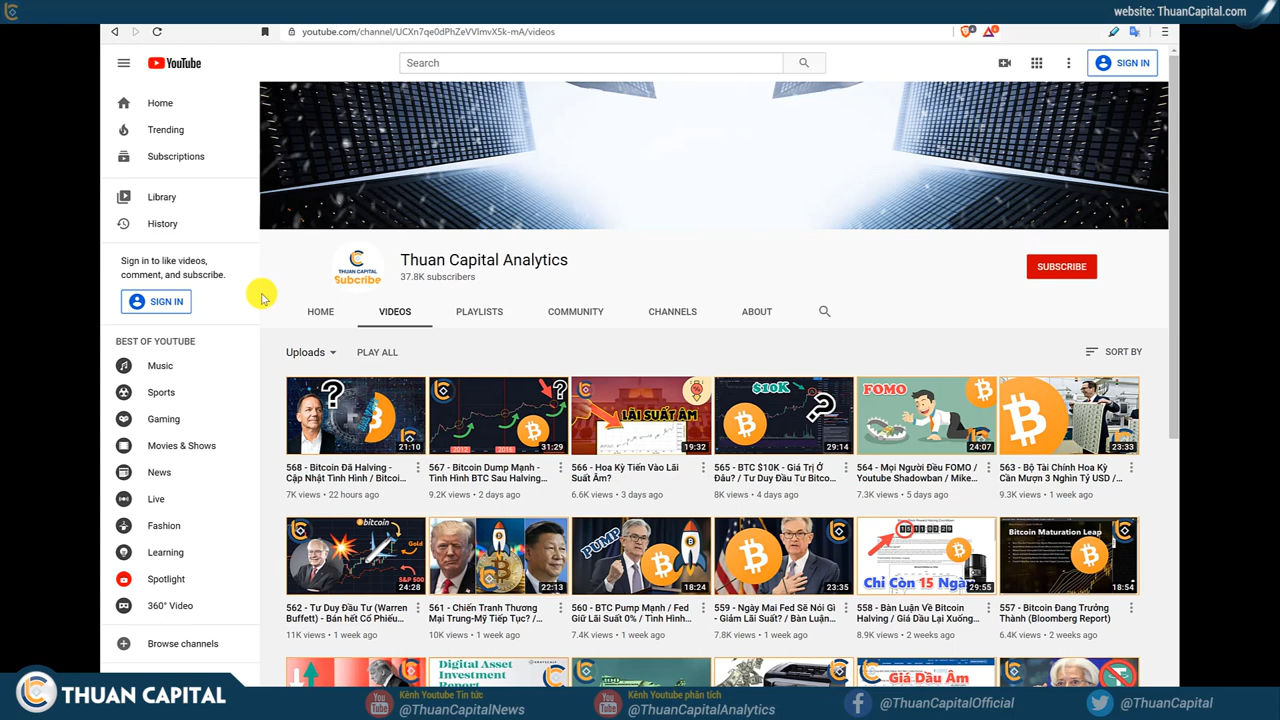 website: ThuanCapital.com
youtube.com/channel/UCXn7qe0dPhZeVVImvX5k-mA/videos
YouTube
Search
SIGN IN
Home
Trending
Subscriptions
Library
History
Sign in to like videos,
comment, and subscribe.
SIGN IN
BEST OF YOUTUBE
Music
Sports
Gaming
Movies & Shows
News
Live
Fashion
Learning
Spotlight
360° Video
Browse channels
THUAN CAPITAL
Subcribe
Thuan Capital Analytics
37.8K subscribers
SUBSCRIBE
HOME
VIDEOS
PLAYLISTS
COMMUNITY
CHANNELS
ABOUT
Uploads
PLAY ALL
SORT BY
?
21:10
568 - Bitcoin Đã Halving -
Cập Nhật Tình Hình / Bitcoi...
7K views • 22 hours ago
?
2012
2016
31:29
567 - Bitcoin Dump Mạnh -
Tình Hình BTC Sau Halving...
9.2K views • 2 days ago
LÃI SUẤT ÂM
19:32
566 - Hoa Kỳ Tiến Vào Lãi
Suất Âm?
6.6K views • 3 days ago
$10K
?
29:14
565 - BTC $10K - Giá Trị Ở
Đâu? / Tư Duy Đầu Tư Bitco...
8K views • 4 days ago
FOMO
24:07
564 - Mọi Người Đều FOMO /
Youtube Shadowban / Mike...
7.3K views • 5 days ago
23:33
563 - Bộ Tài Chính Hoa Kỳ
Cần Mượn 3 Nghìn Tỷ USD /...
9.3K views • 1 week ago
bitcoin
Gold
S&P 500
24:28
562 - Tư Duy Đầu Tư (Warren
Buffett) - Bán hết Cổ Phiếu...
11K views • 1 week ago
22:13
561 - Chiến Tranh Thương
Mại Trung-Mỹ Tiếp Tục? /...
10K views • 1 week ago
PUMP
18:24
560 - BTC Pump Mạnh / Fed
Giữ Lãi Suất 0% / Tình Hình...
7.4K views • 1 week ago
23:35
559 - Ngày Mai Fed Sẽ Nói Gì
- Giảm Lãi Suất? / Bàn Luận...
7.8K views • 1 week ago
Chỉ Còn 15 Ngày
29:55
558 - Bàn Luận Về Bitcoin
Halving / Giá Dầu Lại Xuống...
8.9K views • 2 weeks ago
Bitcoin Maturation Leap
18:54
557 - Bitcoin Đang Trưởng
Thành (Bloomberg Report)
6.4K views • 2 weeks ago
Digital Asset
Investment
Report
Giá Dầu Âm
THUAN CAPITAL
Kênh Youtube Tin tức
@ThuanCapitalNews
Kênh Youtube phân tích
@ThuanCapitalAnalytics
@ThuanCapitalOfficial
@ThuanCapital